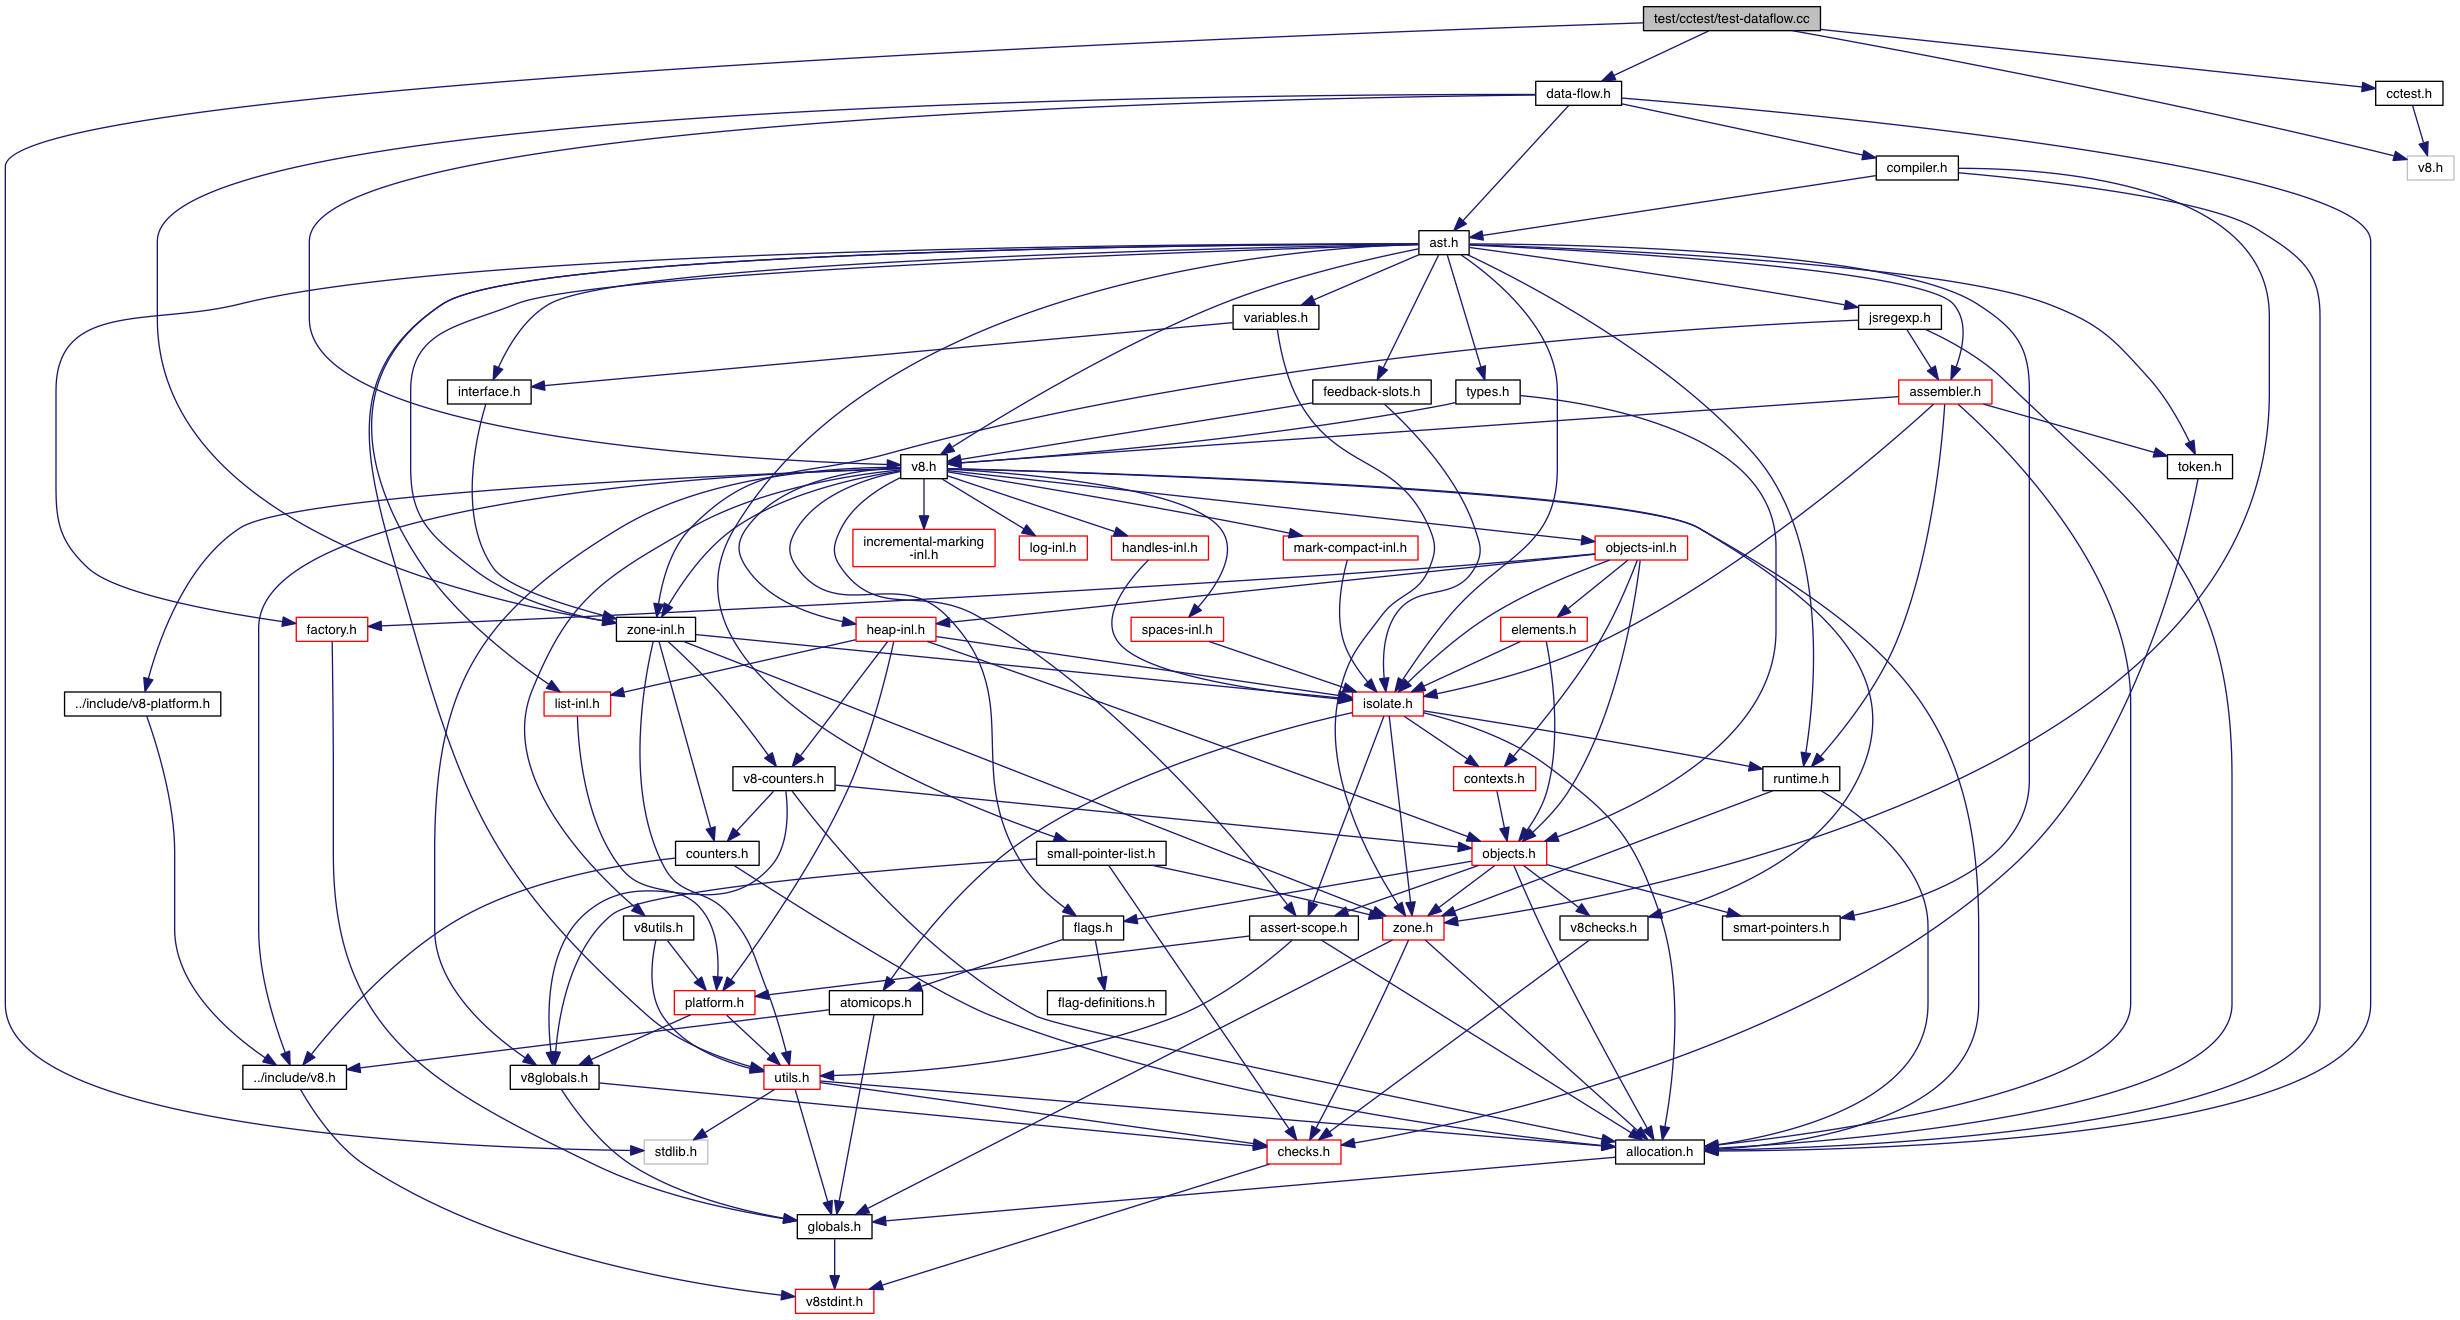 test/cctest/test-dataflow.cc
data-flow.h
cctest.h
compiler.h
v8.h
ast.h
variables.h
jsregexp.h
interface.h
feedback-slots.h
types.h
assembler.h
v8.h
token.h
incremental-marking
-inl.h
log-inl.h
handles-inl.h
mark-compact-inl.h
objects-inl.h
factory.h
zone-inl.h
heap-inl.h
spaces-inl.h
elements.h
../include/v8-platform.h
list-inl.h
isolate.h
v8-counters.h
contexts.h
runtime.h
counters.h
small-pointer-list.h
objects.h
v8utils.h
flags.h
assert-scope.h
zone.h
v8checks.h
smart-pointers.h
platform.h
atomicops.h
flag-definitions.h
../include/v8.h
v8globals.h
utils.h
stdlib.h
checks.h
allocation.h
globals.h
v8stdint.h